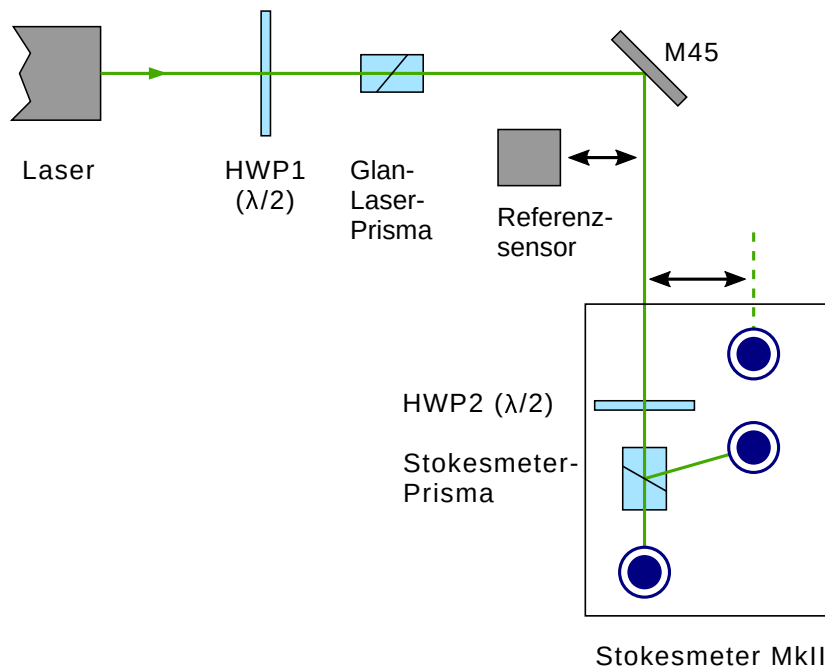 M45
Laser
HWP1
(λ/2)
Glan-
Laser-
Prisma
Referenz-
sensor
HWP2 (λ/2)
Stokesmeter-
Prisma
Stokesmeter MkII